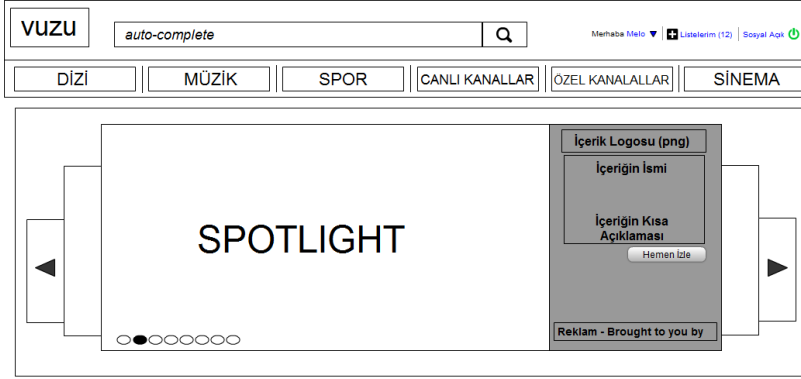 vuzu
auto-complete
Merhaba Melo
Listelerim (12)
Sosyal Açık
DİZİ
MÜZİK
SPOR
CANLI KANALLAR
ÖZEL KANALALLAR
SİNEMA
SPOTLIGHT
İçerik Logosu (png)
İçeriğin İsmi
İçeriğin Kısa
Açıklaması
Hemen İzle
Reklam - Brought to you by